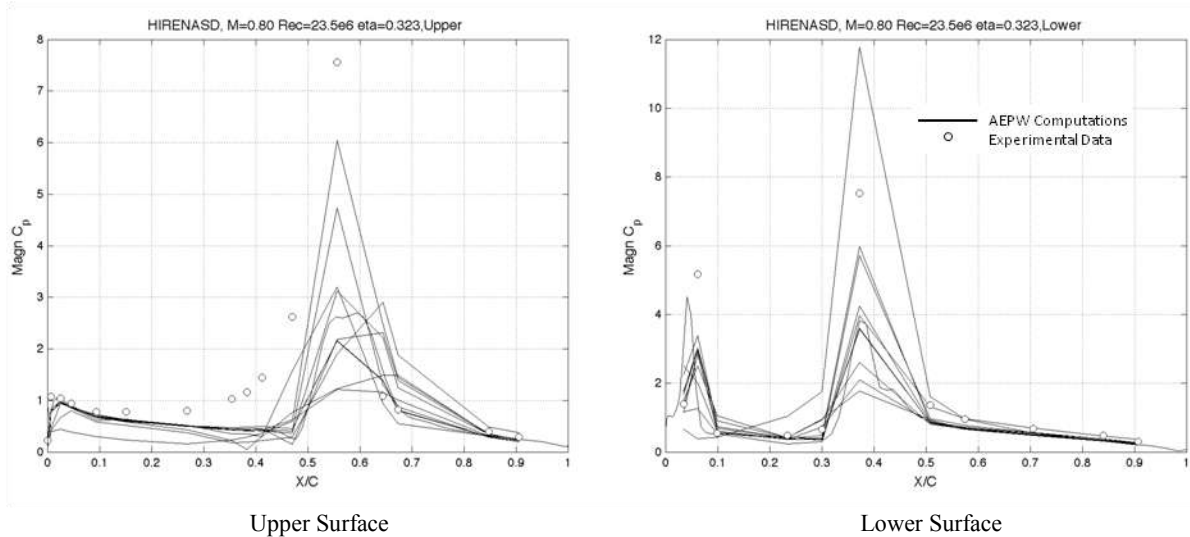 HIRENASD, M=0.80 Rec=23.5e6 eta=0.323,Upper
8
7
6
5
4
3
2
1
0
Magn Cp
0 0.1 0.2 0.3 0.4 0.5 0.6 0.7 0.8 0.9 1
X/C
Upper Surface
HIRENASD, M=0.80 Rec=23.5e6 eta=0.323,Lower
12
10
8
6
4
2
0
Magn Cp
AEPW Computations
Experimental Data
0 0.1 0.2 0.3 0.4 0.5 0.6 0.7 0.8 0.9 1
X/C
Lower Surface